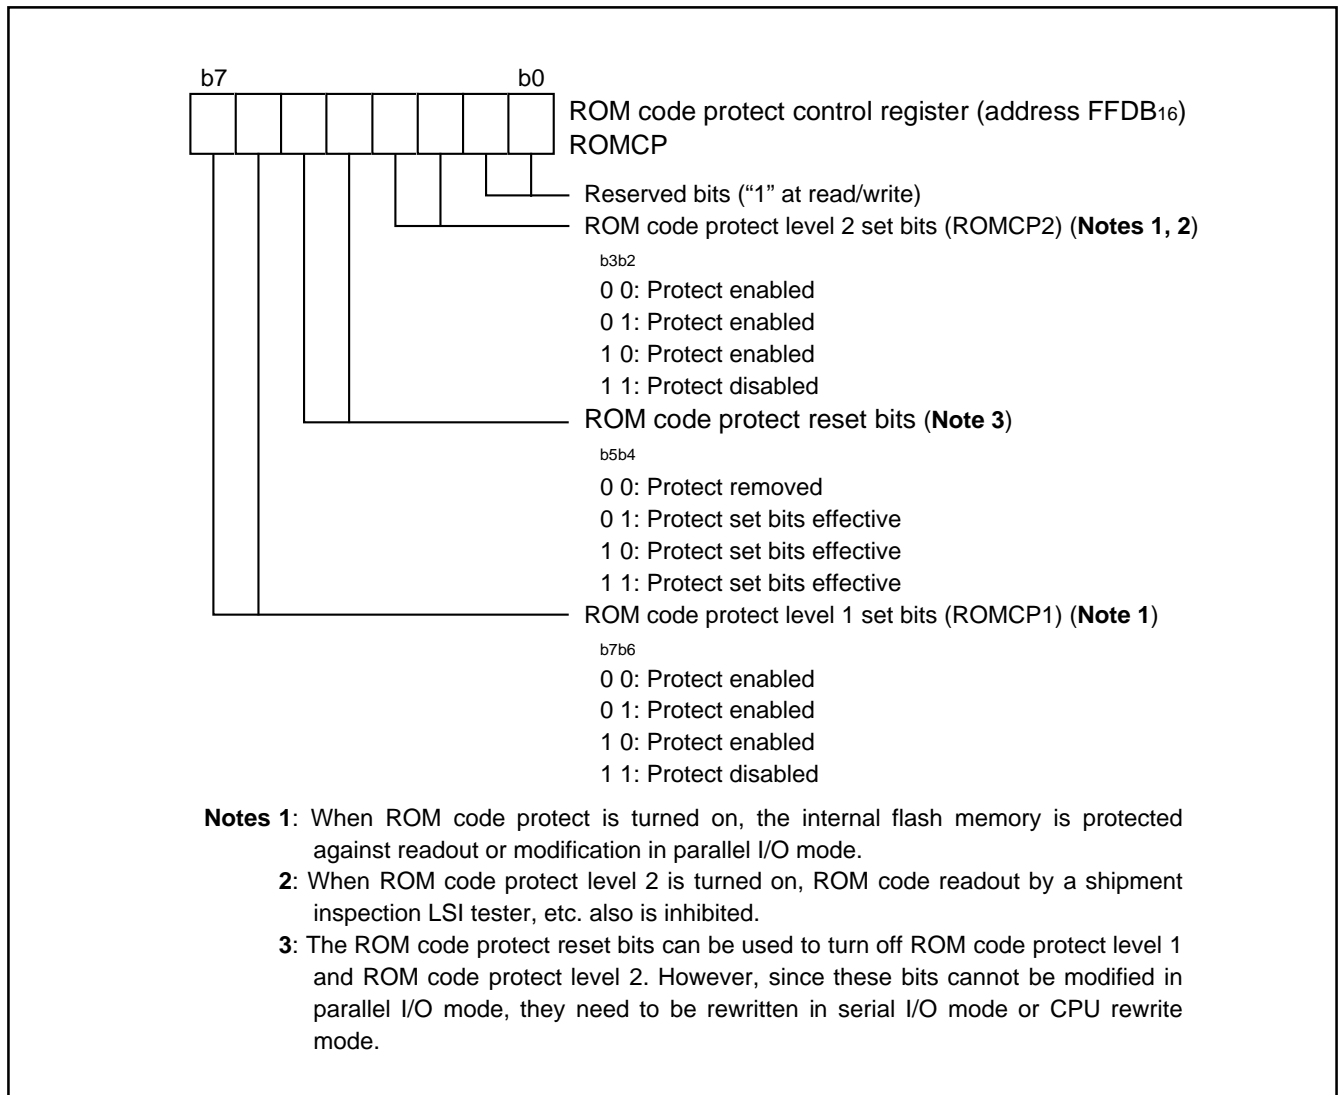 b7 b0
ROM code protect control register (address FFDB16)
ROMCP
Reserved bits (“1” at read/write)
ROM code protect level 2 set bits (ROMCP2) (Notes 1, 2)
b3b2
0 0: Protect enabled
0 1: Protect enabled
1 0: Protect enabled
1 1: Protect disabled
ROM code protect reset bits (Note 3)
b5b4
0 0: Protect removed
0 1: Protect set bits effective
1 0: Protect set bits effective
1 1: Protect set bits effective
ROM code protect level 1 set bits (ROMCP1) (Note 1)
b7b6
0 0: Protect enabled
0 1: Protect enabled
1 0: Protect enabled
1 1: Protect disabled
Notes 1: When ROM code protect is turned on, the internal flash memory is protected
against readout or modification in parallel I/O mode.
2: When ROM code protect level 2 is turned on, ROM code readout by a shipment
inspection LSI tester, etc. also is inhibited.
3: The ROM code protect reset bits can be used to turn off ROM code protect level 1
and ROM code protect level 2. However, since these bits cannot be modified in
parallel I/O mode, they need to be rewritten in serial I/O mode or CPU rewrite
mode.